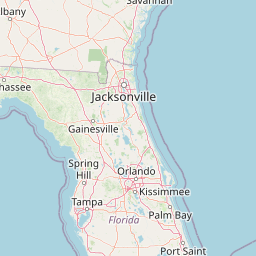 Savannah
Albany
hassee
Jacksonville
Gainesville
Spring
Hill
Orlando
Kissimmee
Tampa
Palm Bay
Florida
Port Saint